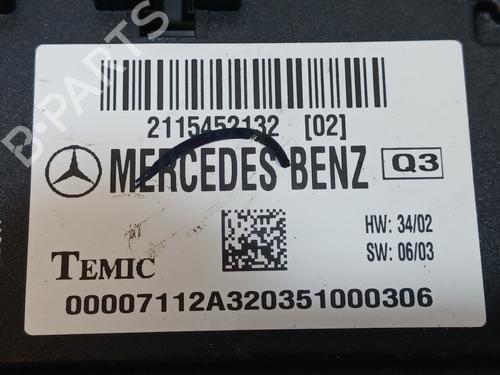 2115452132 [02]
MERCEDES BENZ Q3
HW: 34/02
SW: 06/03
TEMIC
00007112A320351000306
B-PARTS